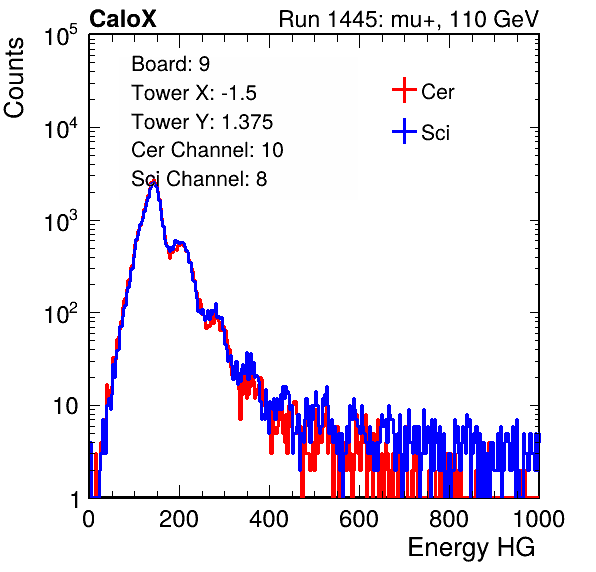 CaloX Run 1445: mu+, 110 GeV
Counts
Board: 9
Tower X: -1.5
Tower Y: 1.375
Cer Channel: 10
Sci Channel: 8
Cer
Sci
10^5
10^4
10^3
10^2
10
1
0 200 400 600 800 1000
Energy HG